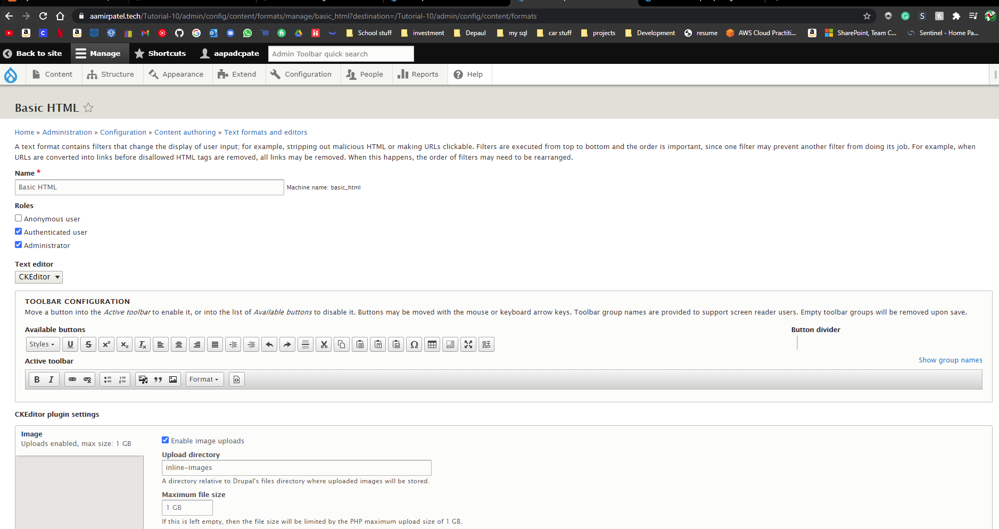 aamirpatel.tech/Tutorial-10/admin/config/content/formats/manage/basic_html?destination=/Tutorial-10/admin/config/content/formats
School stuff investment Depaul my sql car stuff projects Development resume AWS Cloud Practiti... SharePoint, Team C... Sentinel - Home Pa...
Back to site Manage Shortcuts aapadcpate Admin Toolbar quick search
Content Structure Appearance Extend Configuration People Reports Help
Basic HTML
Home » Administration » Configuration » Content authoring » Text formats and editors
A text format contains filters that change the display of user input; for example, stripping out malicious HTML or making URLs clickable. Filters are executed from top to bottom and the order is important, since one filter may prevent another filter from doing its job. For example, when
URLs are converted into links before disallowed HTML tags are removed, all links may be removed. When this happens, the order of filters may need to be rearranged.
Name *
Basic HTML Machine name: basic_html
Roles
Anonymous user
Authenticated user
Administrator
Text editor
CKEditor
TOOLBAR CONFIGURATION
Move a button into the Active toolbar to enable it, or into the list of Available buttons to disable it. Buttons may be moved with the mouse or keyboard arrow keys. Toolbar group names are provided to support screen reader users. Empty toolbar groups will be removed upon save.
Available buttons Button divider
Styles U S x² x₂ Ix Ω
Active toolbar Show group names
B I Format
CKEditor plugin settings
Image
Uploads enabled, max size: 1 GB
Enable image uploads
Upload directory
inline-images
A directory relative to Drupal's files directory where uploaded images will be stored.
Maximum file size
1 GB
If this is left empty, then the file size will be limited by the PHP maximum upload size of 1 GB.